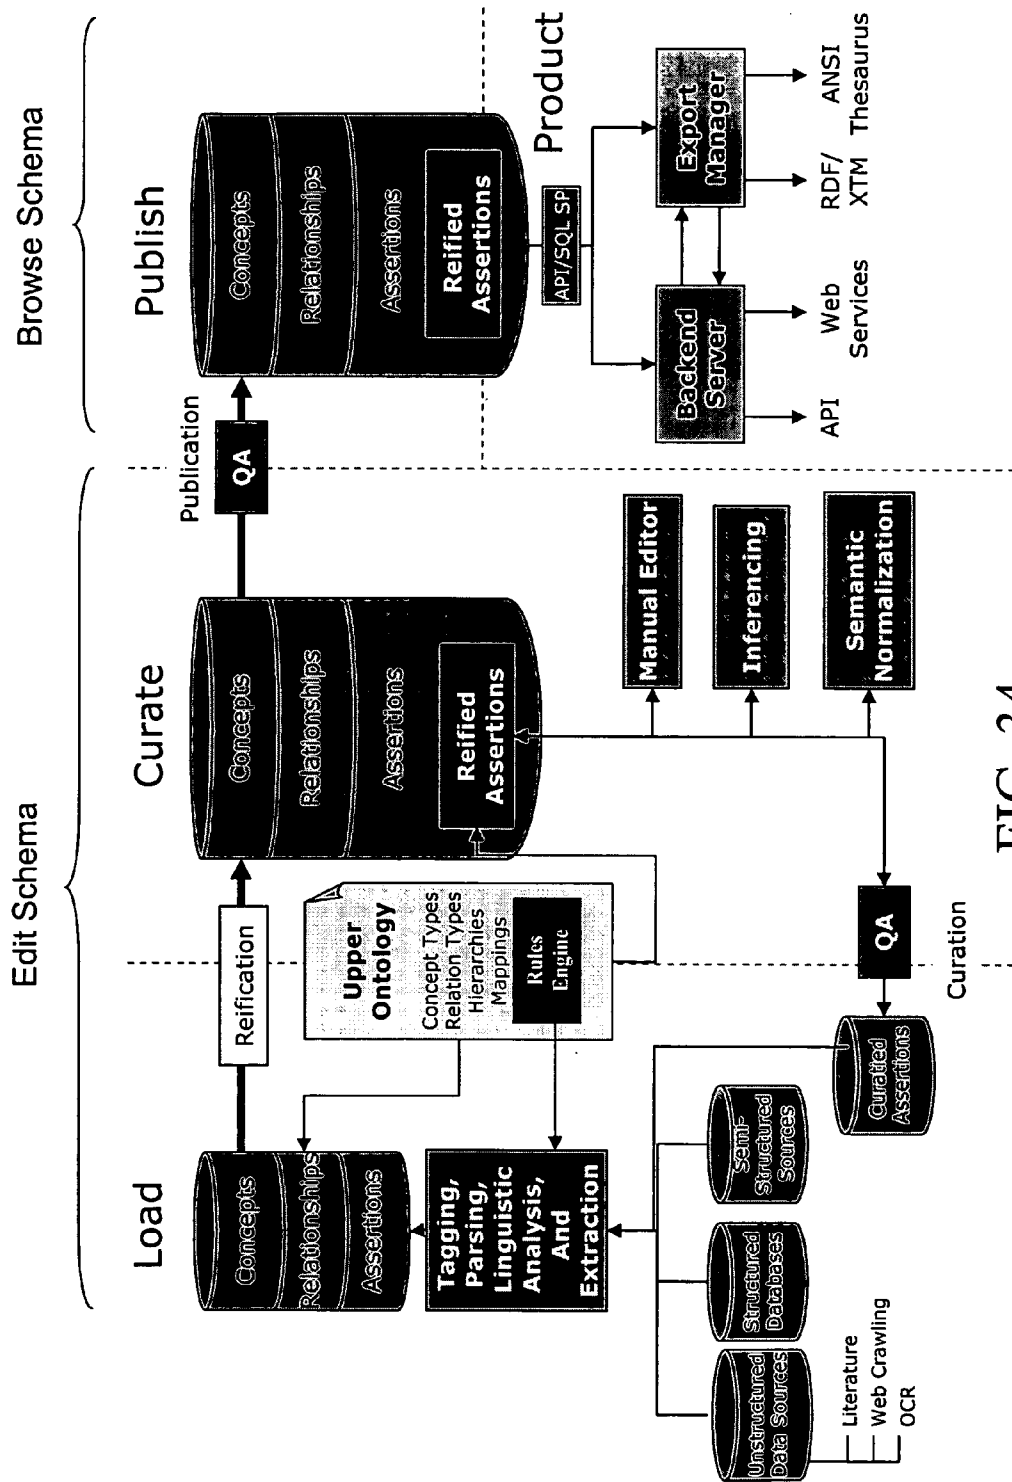 Edit Schema
Browse Schema
Load
Curate
Publish
Concepts
Relationships
Assertions
Reification
Concepts
Relationships
Assertions
Reified
Assertions
Publication
QA
Concepts
Relationships
Assertions
Reified
Assertions
Upper
Ontology
Concept Types
Relation Types
Hierarchies
Mappings
Rules
Engine
Tagging,
Parsing,
Linguistic
Analysis,
And
Extraction
Unstructured
Data Sources
Literature
Web Crawling
OCR
Structured
Databases
Semi-
Structured
Sources
Curatied
Assertions
QA
Curation
Manual Editor
Inferencing
Semantic
Normalization
Product
API/SQL SP
Backend
Server
Export
Manager
API
Web
Services
RDF/
XTM
ANSI
Thesaurus
FIG. 24